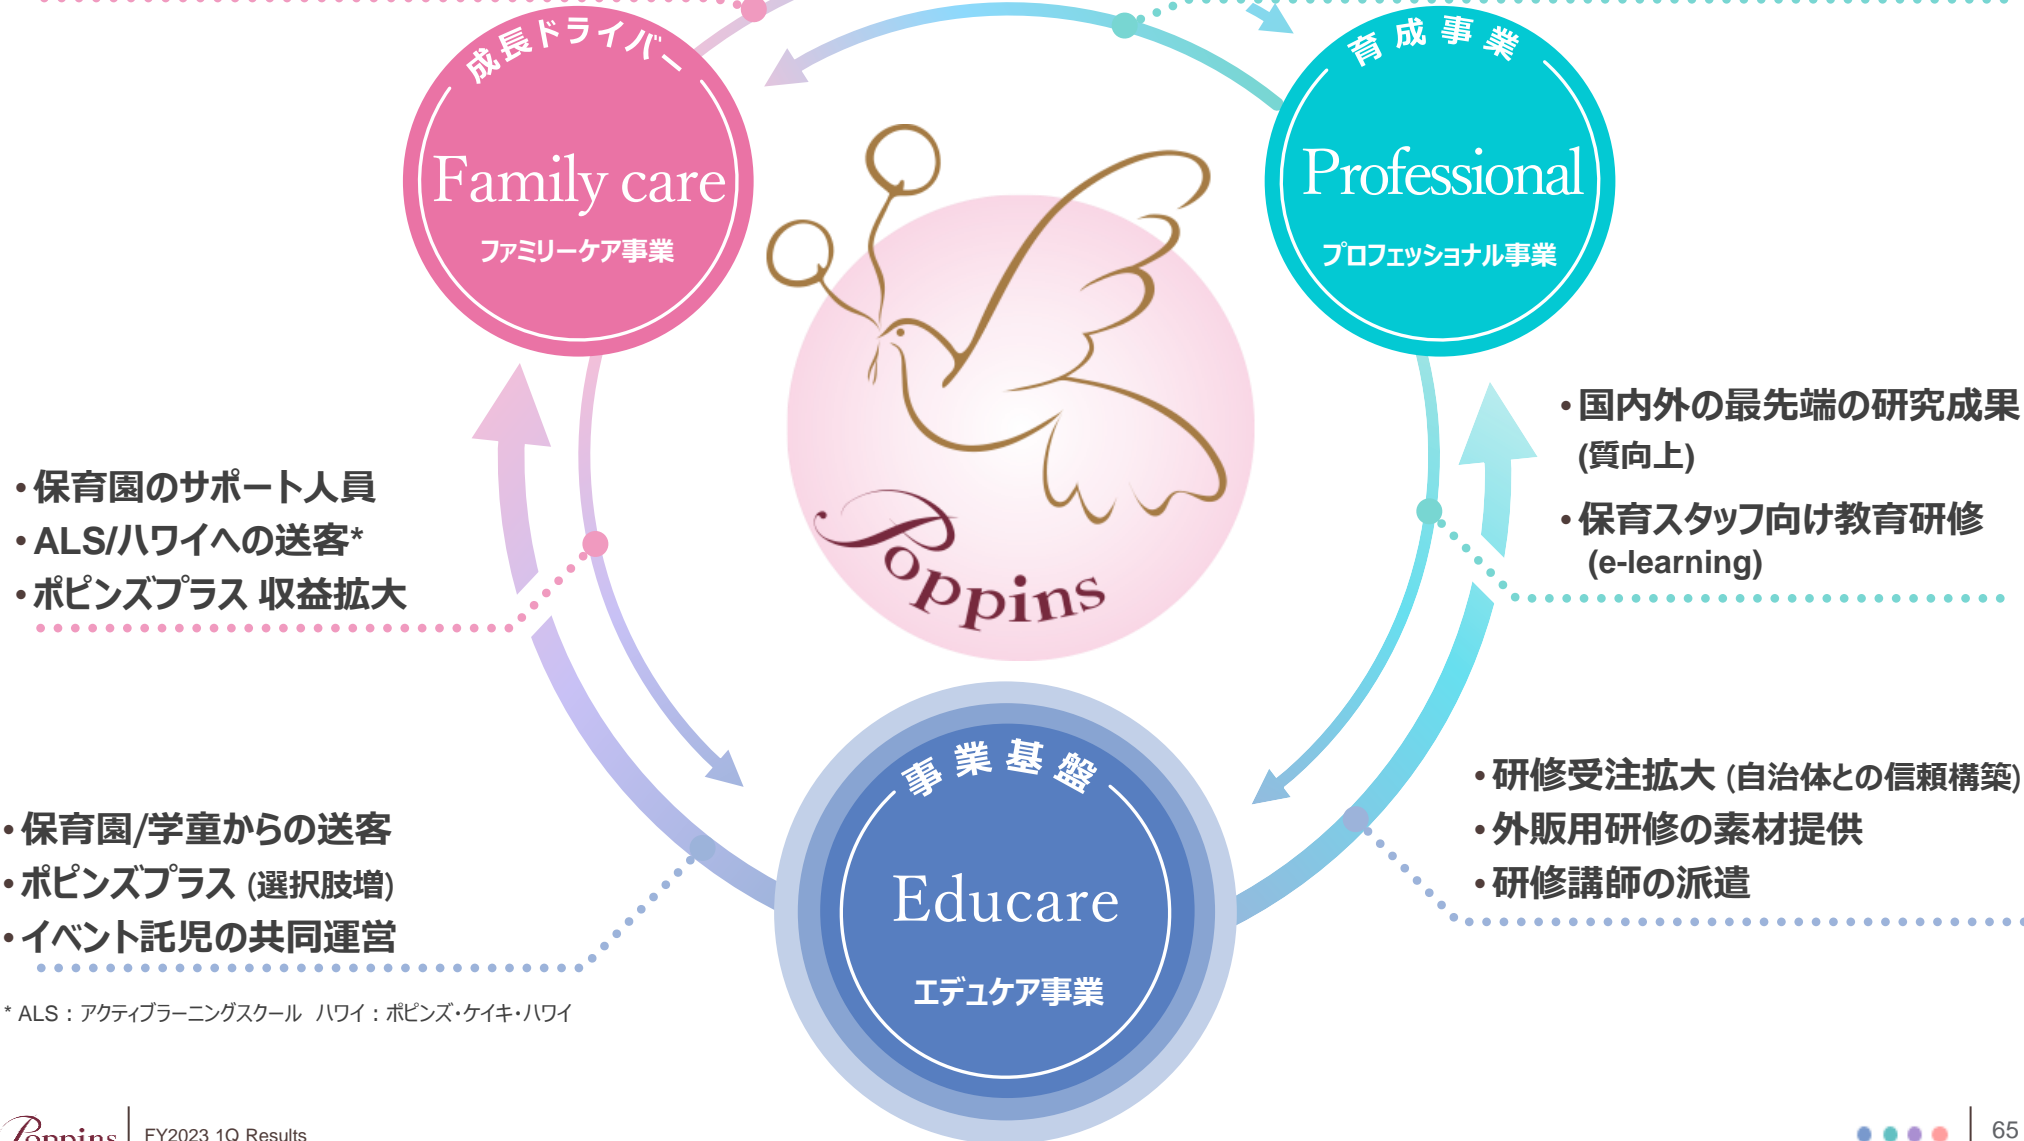 成長ドライバー
Family care
ファミリーケア事業
育成事業
Professional
プロフェッショナル事業
Poppins
・保育園のサポート人員
・ALS/ハワイへの送客*
・ポピンズプラス 収益拡大
・国内外の最先端の研究成果
(質向上)
・保育スタッフ向け教育研修
(e-learning)
・保育園/学童からの送客
・ポピンズプラス (選択肢増)
・イベント託児の共同運営
事業基盤
Educare
エデュケア事業
・研修受注拡大 (自治体との信頼構築)
・外販用研修の素材提供
・研修講師の派遣
* ALS：アクティブラーニングスクール ハワイ：ポピンズ・ケイキ・ハワイ
Poppins
FY2023 1Q Results
65